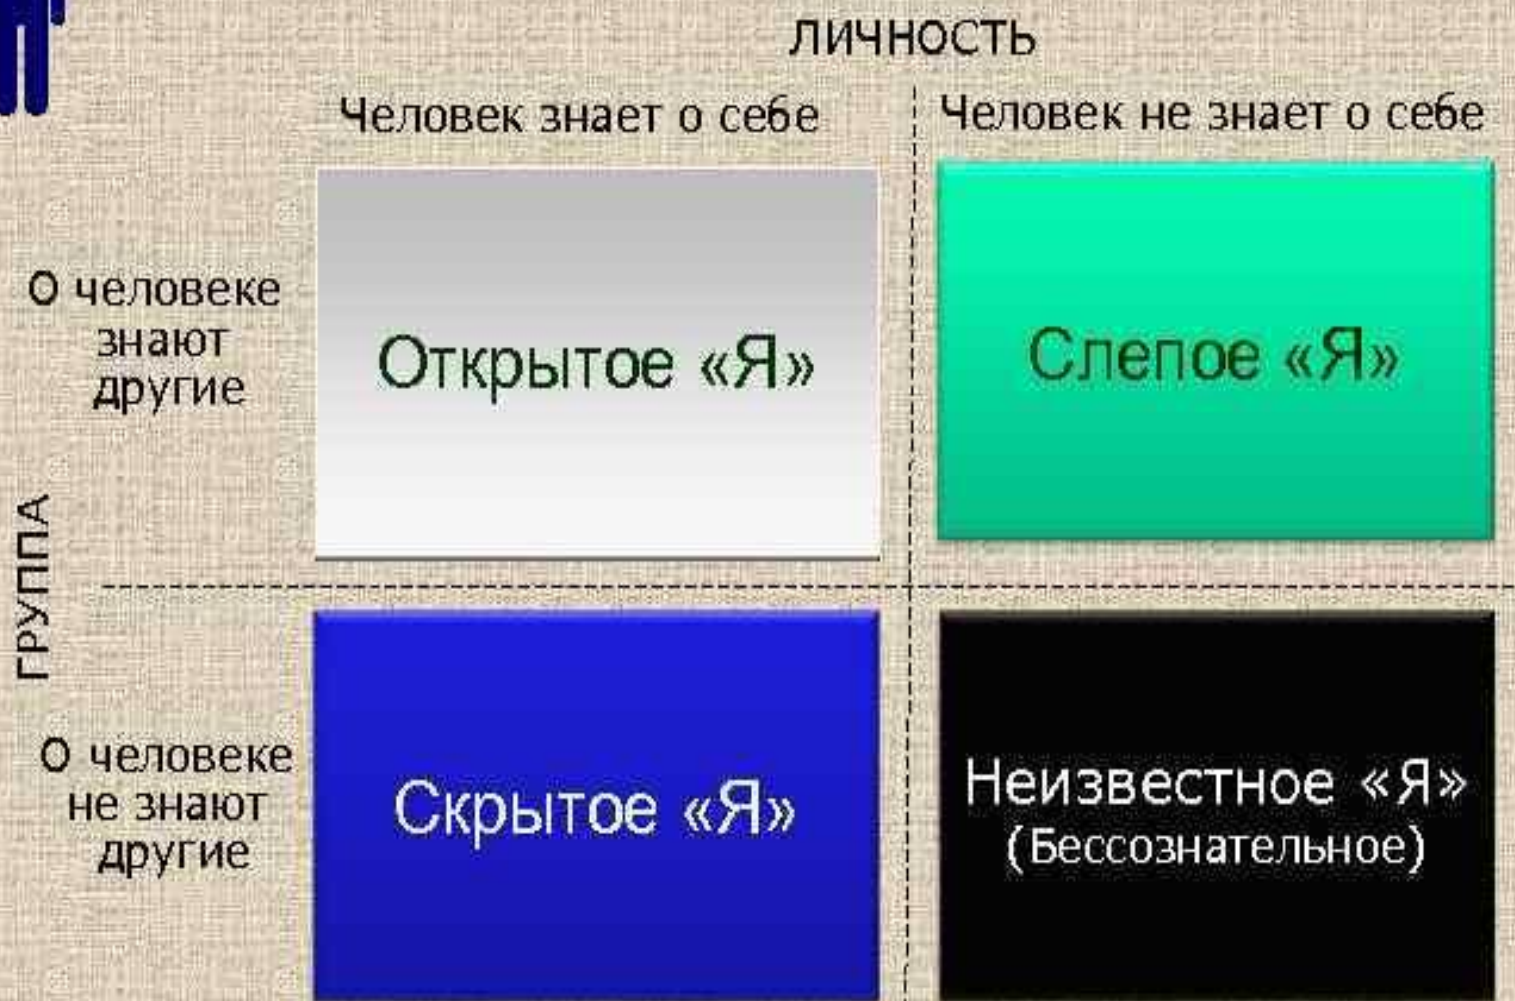 ЛИЧНОСТЬ
Человек знает о себе
Человек не знает о себе
О человеке
знают
другие
Открытое «Я»
Слепое «Я»
ГРУППА
О человеке
не знают
другие
Скрытое «Я»
Неизвестное «Я»
(Бессознательное)